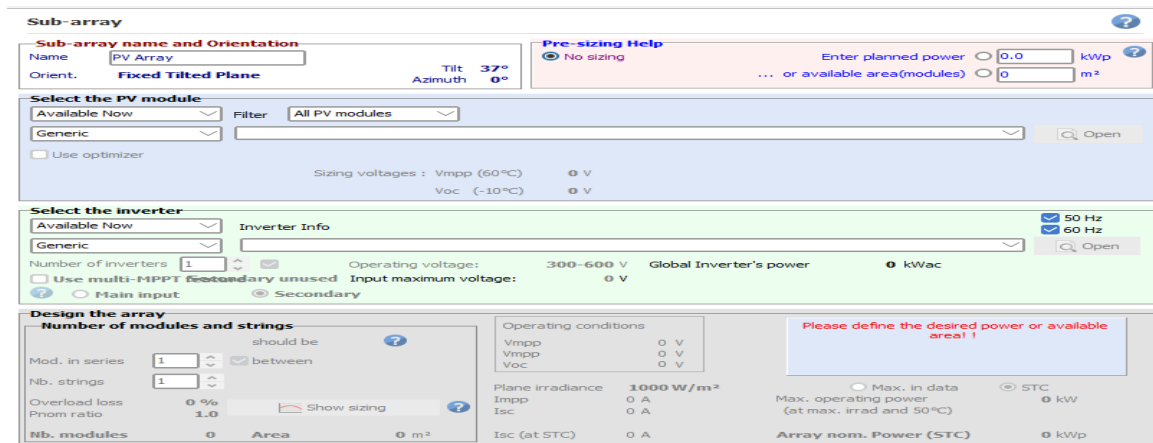 Sub-array
?
Sub-array name and Orientation
Name PV Array
Orient. Fixed Tilted Plane
Tilt 37°
Azimuth 0°
Pre-sizing Help
No sizing
Enter planned power 0.0 kWp ?
... or available area(modules) 0 m²
Select the PV module
Available Now Filter All PV modules
Generic Open
Use optimizer
Sizing voltages : Vmpp (60°C) 0 V
Voc (-10°C) 0 V
Select the inverter
Available Now Inverter Info 50 Hz
60 Hz
Generic Open
Number of inverters 1 Operating voltage: 300-600 V Global Inverter's power 0 kWac
Use multi-MPPT feature Secondary unused Input maximum voltage: 0 V
? Main input Secondary
Design the array
Number of modules and strings
should be ?
Mod. in series 1 between
Nb. strings 1
Overload loss 0 %
Pnom ratio 1.0 Show sizing ?
Nb. modules 0 Area 0 m²
Operating conditions
Vmpp 0 V
Vmpp 0 V
Voc 0 V
Plane irradiance 1000 W/m²
Impp 0 A
Isc 0 A
Isc (at STC) 0 A
Please define the desired power or available
area! !
Max. in data STC
Max. operating power 0 kW
(at max. irrad and 50°C)
Array nom. Power (STC) 0 kWp